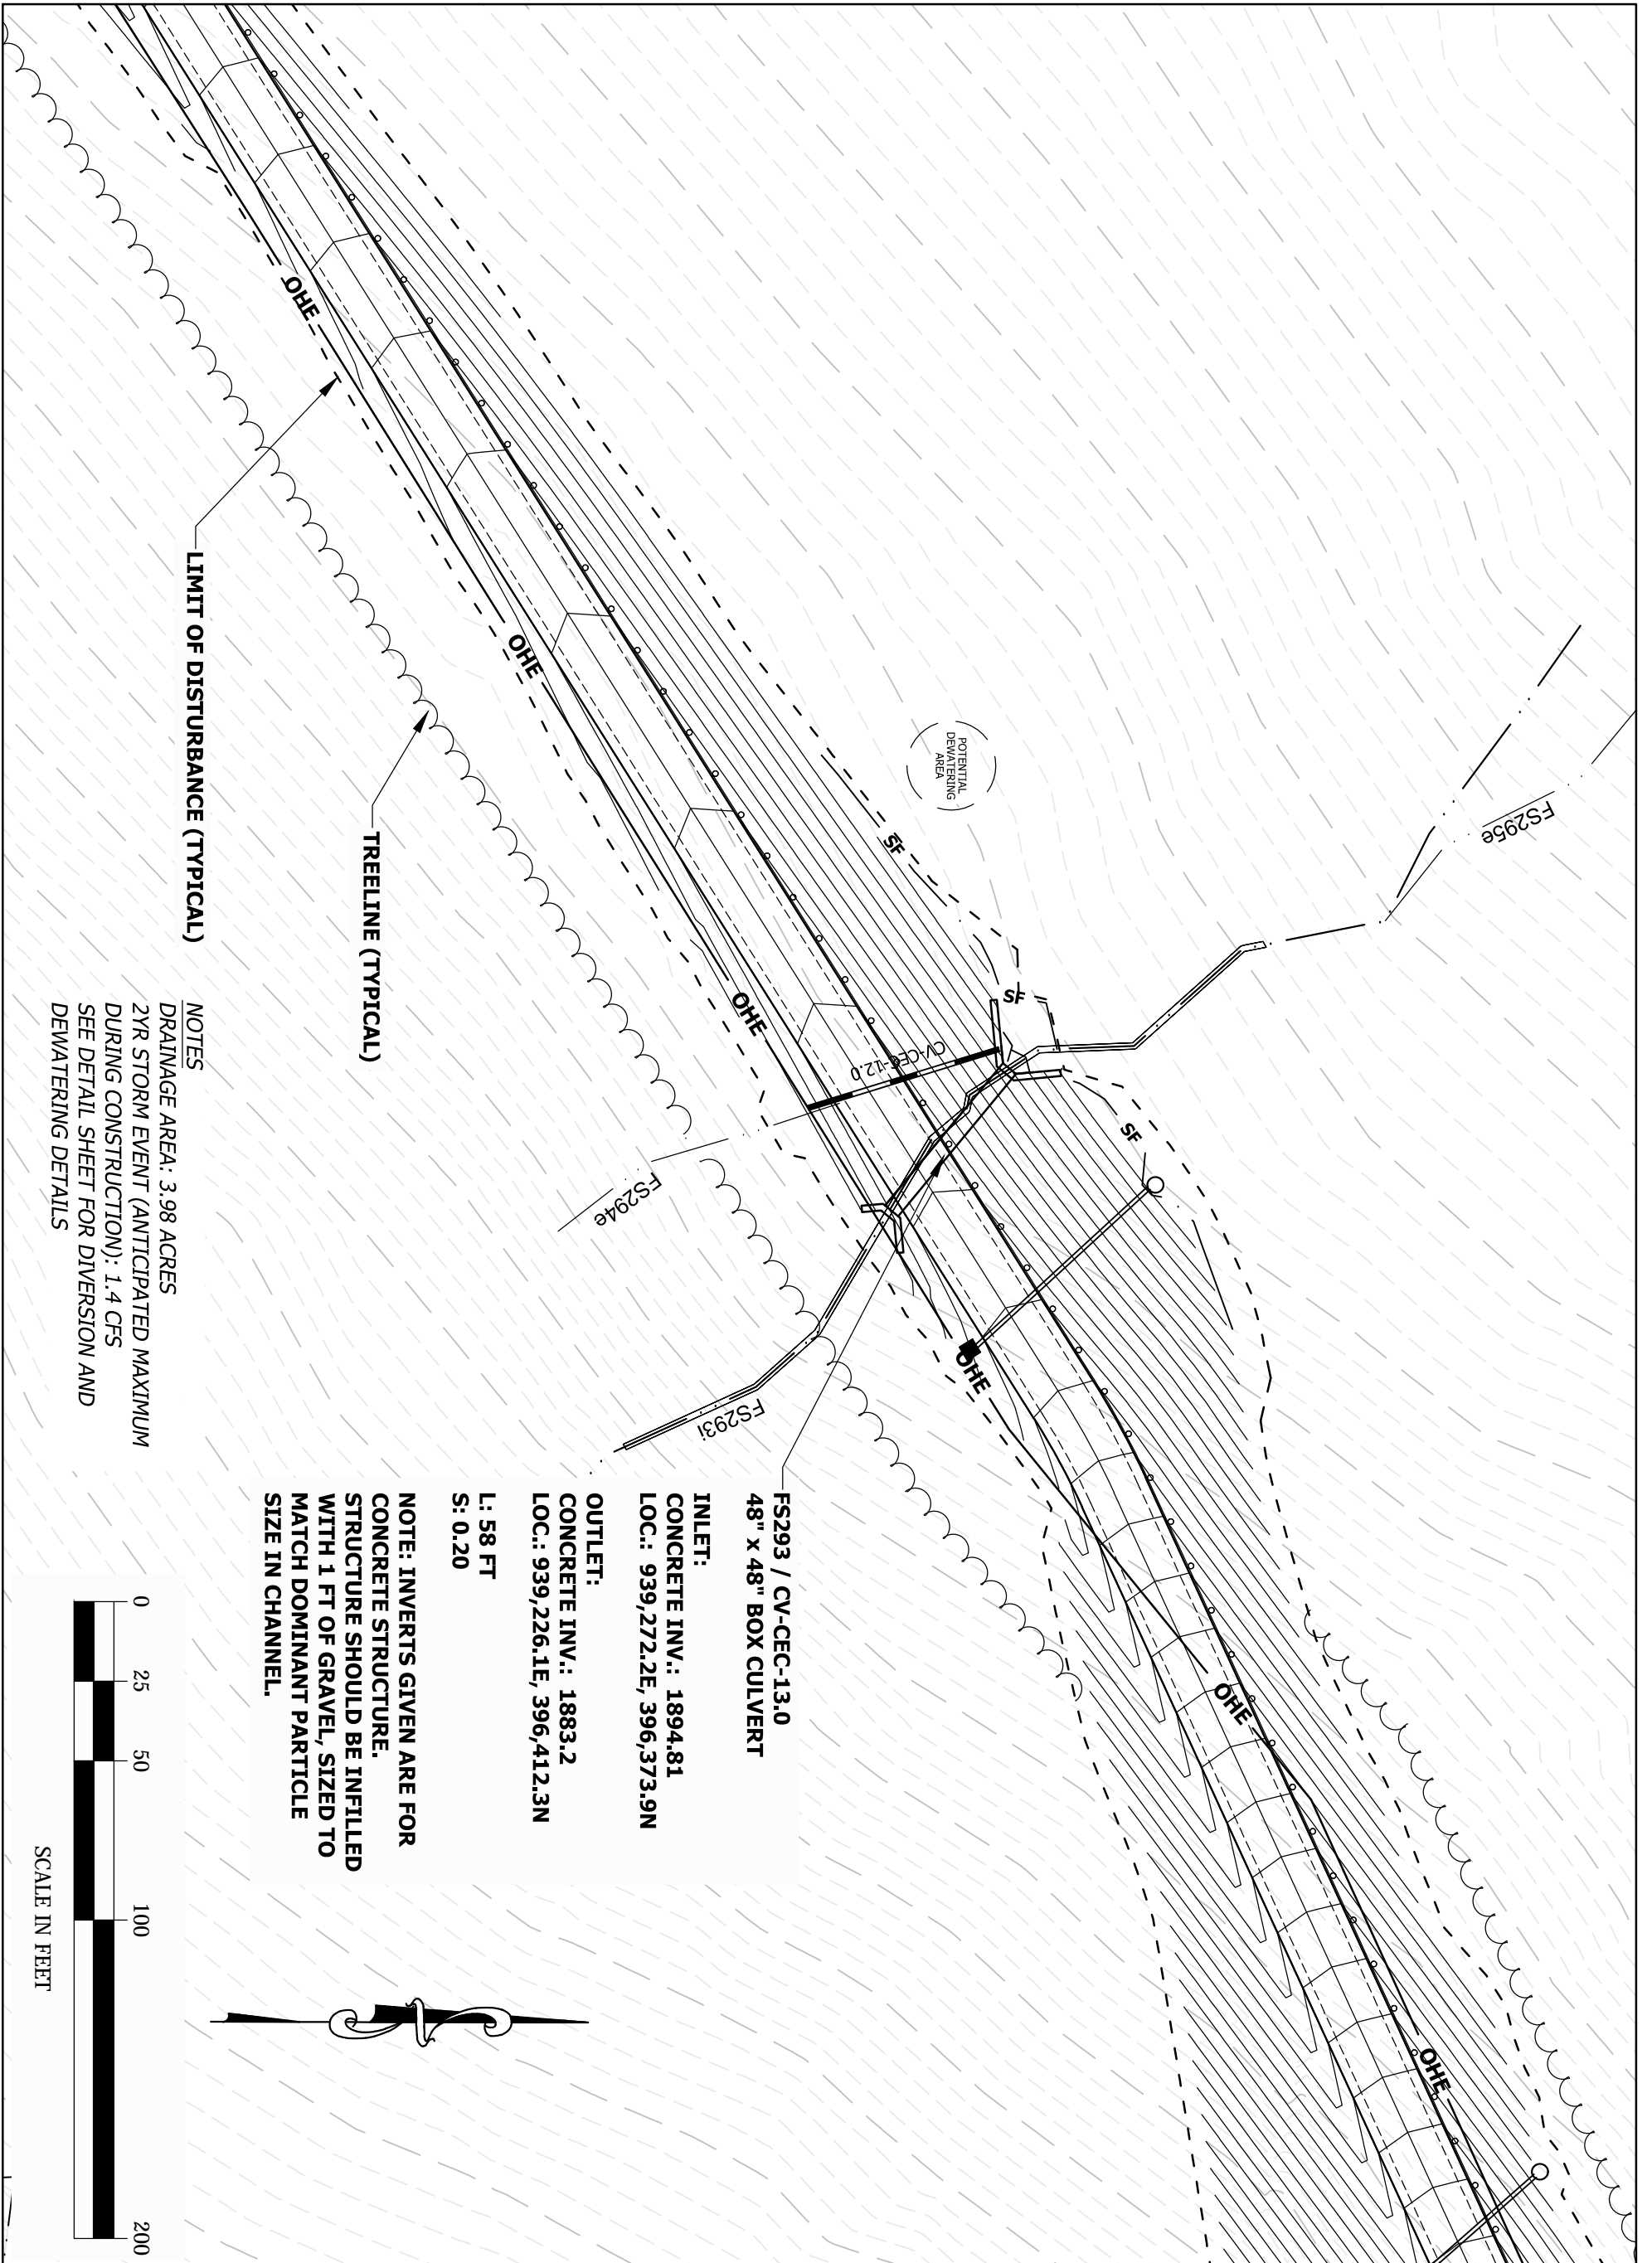 FS295e
POTENTIAL
DEWATERING
AREA
SF
SF
SF
CV-CEC-12.0
FS294e
FS293i
OHE
OHE
OHE
OHE
OHE
OHE
FS293 / CV-CEC-13.0
48" x 48" BOX CULVERT
INLET:
CONCRETE INV.: 1894.81
LOC.: 939,272.2E, 396,373.9N
OUTLET:
CONCRETE INV.: 1883.2
LOC.: 939,226.1E, 396,412.3N
L: 58 FT
S: 0.20
NOTE: INVERTS GIVEN ARE FOR
CONCRETE STRUCTURE.
STRUCTURE SHOULD BE INFILLED
WITH 1 FT OF GRAVEL, SIZED TO
MATCH DOMINANT PARTICLE
SIZE IN CHANNEL.
TREELINE (TYPICAL)
LIMIT OF DISTURBANCE (TYPICAL)
NOTES
DRAINAGE AREA: 3.98 ACRES
2YR STORM EVENT (ANTICIPATED MAXIMUM
DURING CONSTRUCTION): 1.4 CFS
SEE DETAIL SHEET FOR DIVERSION AND
DEWATERING DETAILS
N
0 25 50 100 200
SCALE IN FEET